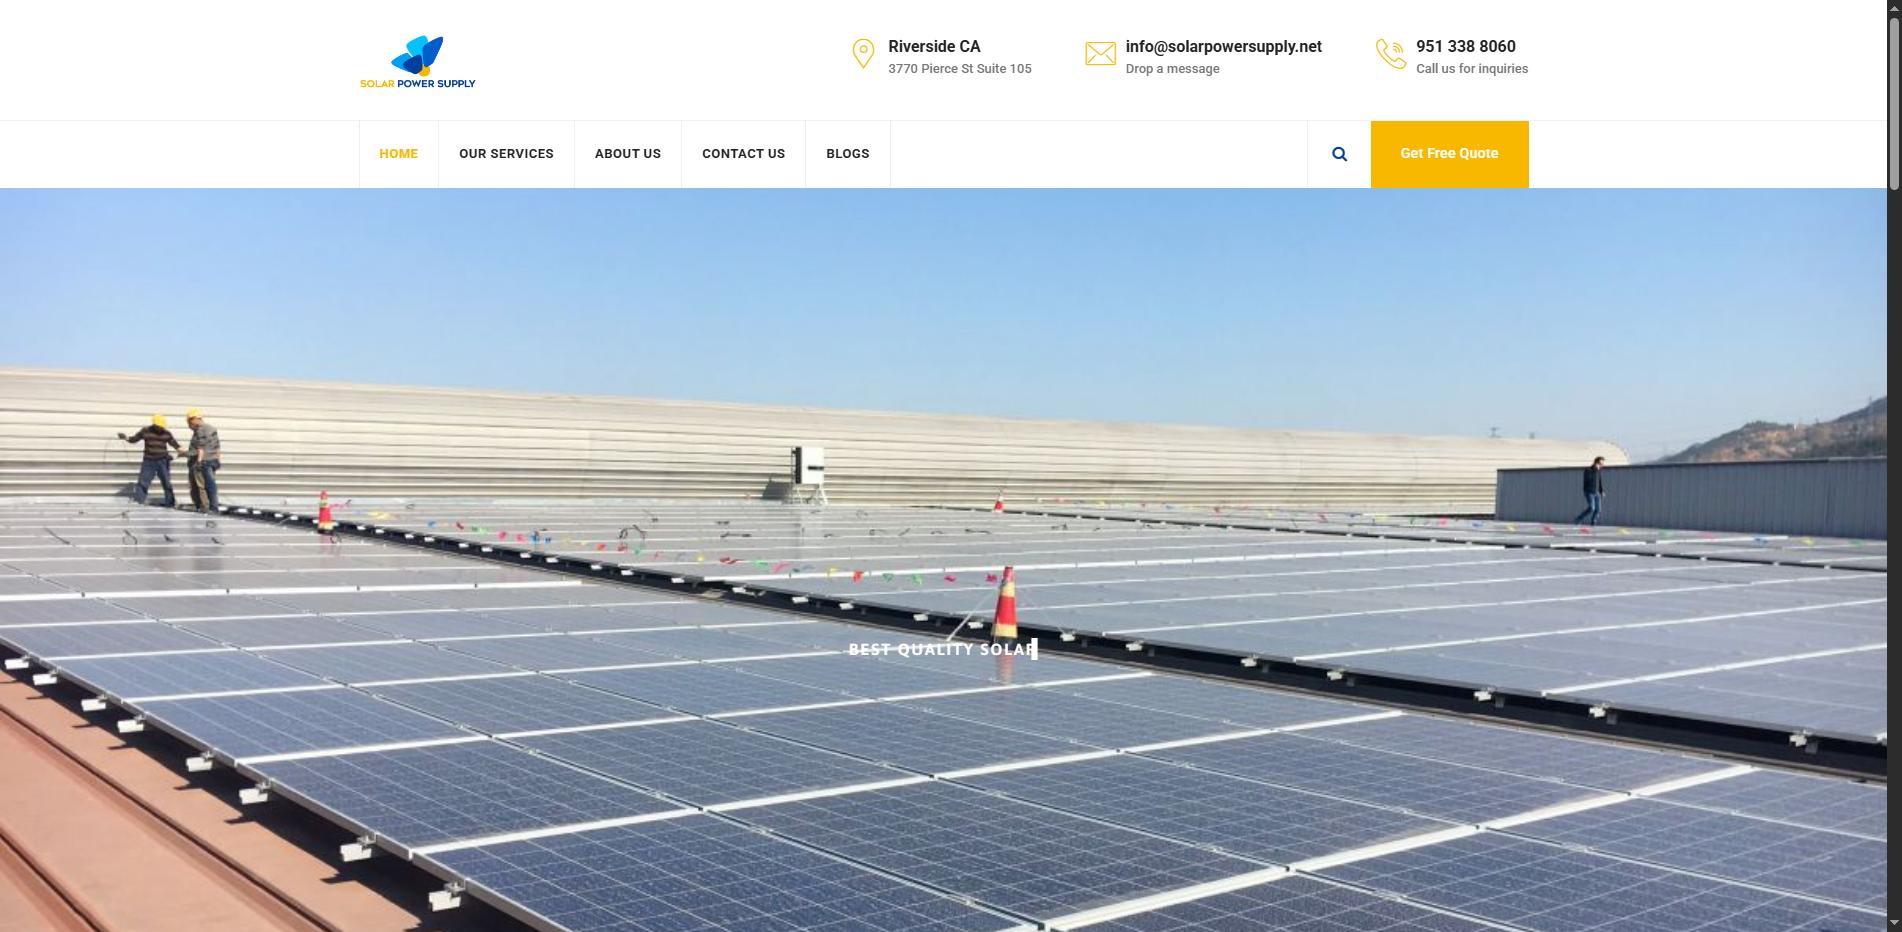 SOLAR POWER SUPPLY
Riverside CA
3770 Pierce St Suite 105
info@solarpowersupply.net
Drop a message
951 338 8060
Call us for inquiries
HOME
OUR SERVICES
ABOUT US
CONTACT US
BLOGS
Get Free Quote
BEST QUALITY SOLAR